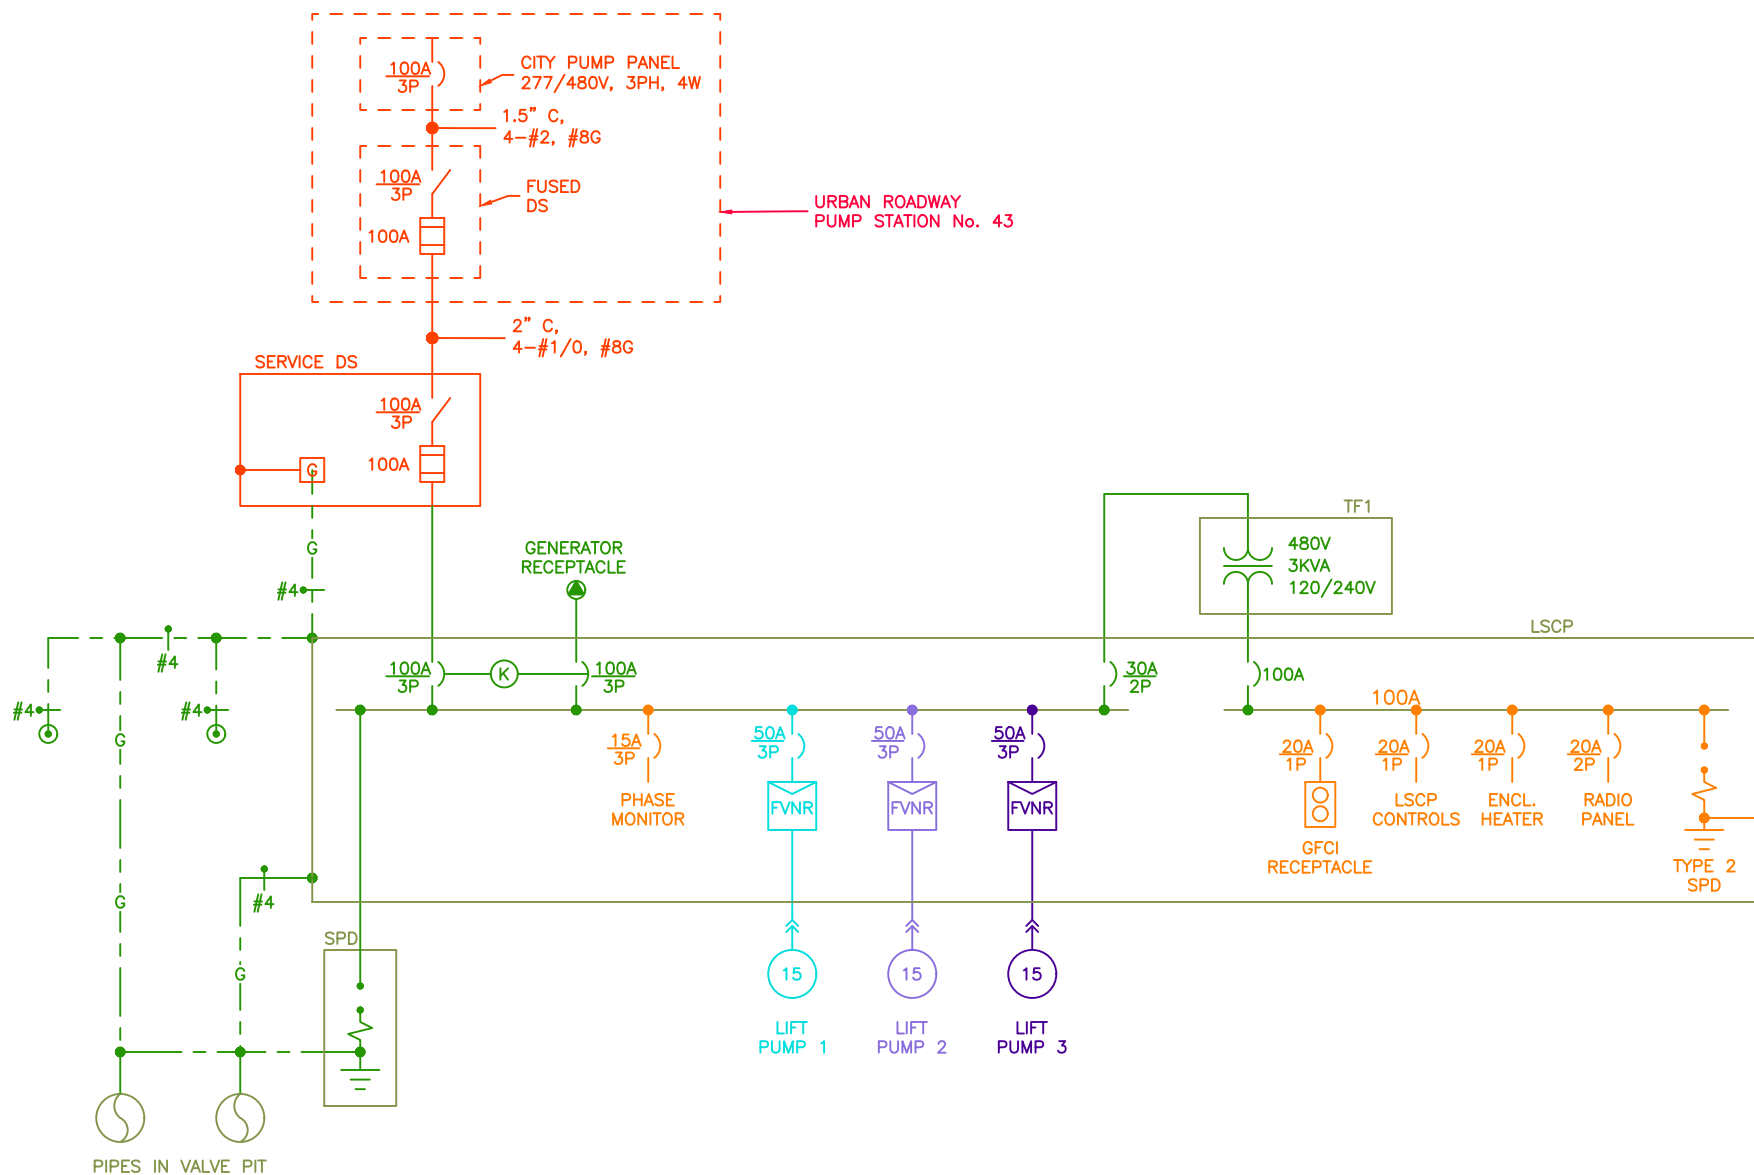 100A
3P
CITY PUMP PANEL
277/480V, 3PH, 4W
1.5" C,
4-#2, #8G
100A
3P
FUSED
DS
100A
URBAN ROADWAY
PUMP STATION No. 43
2" C,
4-#1/0, #8G
SERVICE DS
100A
3P
100A
G
TF1
480V
3KVA
120/240V
G
GENERATOR
RECEPTACLE
#4
LSCP
#4
100A
3P
K
100A
3P
30A
2P
100A
#4
#4
G
100A
15A
3P
PHASE
MONITOR
50A
3P
FVNR
50A
3P
FVNR
50A
3P
FVNR
20A
1P
GFCI
RECEPTACLE
20A
1P
LSCP
CONTROLS
20A
1P
ENCL.
HEATER
20A
2P
RADIO
PANEL
TYPE 2
SPD
G
#4
SPD
G
15
LIFT
PUMP 1
15
LIFT
PUMP 2
15
LIFT
PUMP 3
PIPES IN VALVE PIT